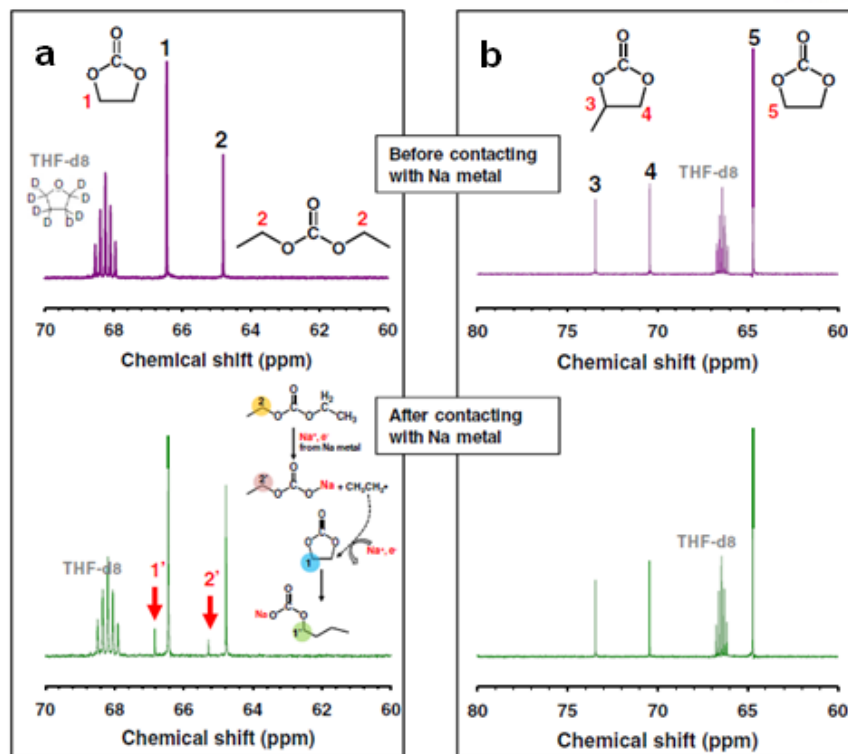 a
O
O O
1
1
THF-d8
O
D D
D D
D D
D D
2
O
2 2
O O
70 68 66 64 62 60
Chemical shift (ppm)
b
O
O O
3 4
5
O
O O
5
3
4
THF-d8
80 75 70 65 60
Chemical shift (ppm)
Before contacting
with Na metal
After contacting
with Na metal
O
2 H2
C
O O CH3
Na+, e-
from Na metal
O
2'
O O-Na + CH3CH2•
O
O O
1
Na+, e-
O
Na O O
1'
THF-d8
1'
2'
70 68 66 64 62 60
Chemical shift (ppm)
THF-d8
80 75 70 65 60
Chemical shift (ppm)